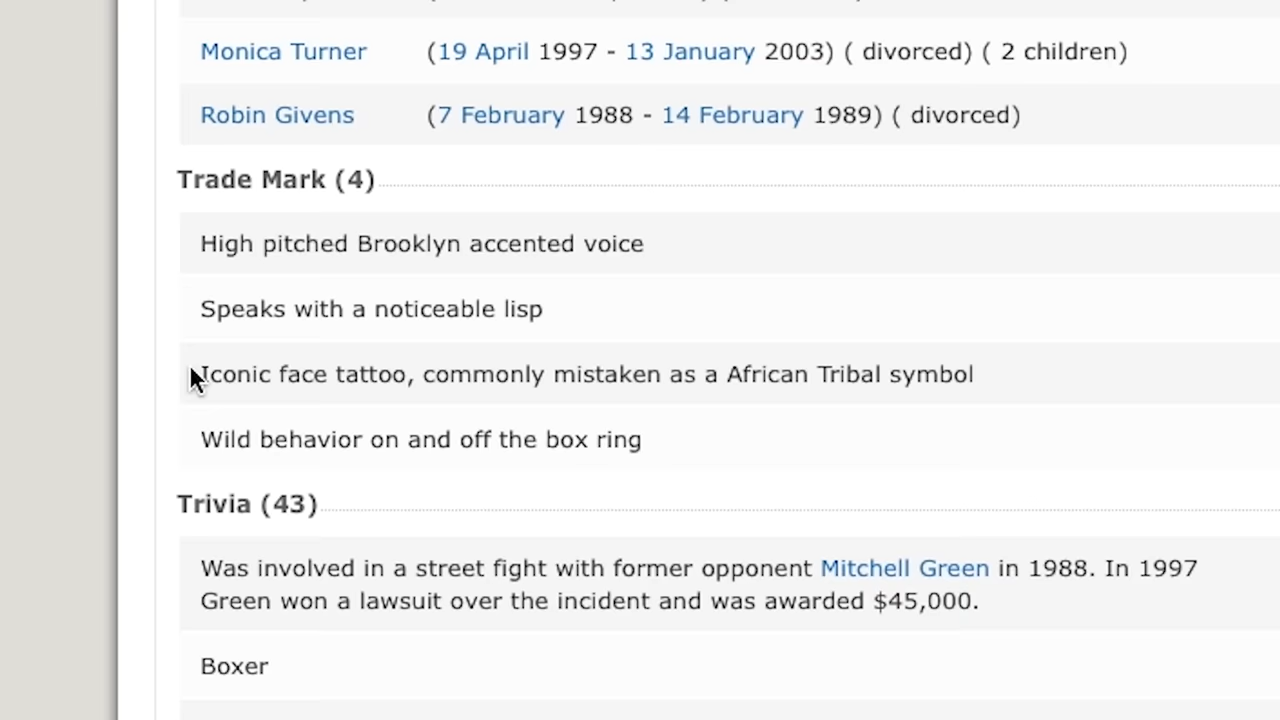 Monica Turner (19 April 1997 - 13 January 2003) ( divorced) ( 2 children)
Robin Givens (7 February 1988 - 14 February 1989) ( divorced)
Trade Mark (4)
High pitched Brooklyn accented voice
Speaks with a noticeable lisp
Iconic face tattoo, commonly mistaken as a African Tribal symbol
Wild behavior on and off the box ring
Trivia (43)
Was involved in a street fight with former opponent Mitchell Green in 1988. In 1997
Green won a lawsuit over the incident and was awarded $45,000.
Boxer